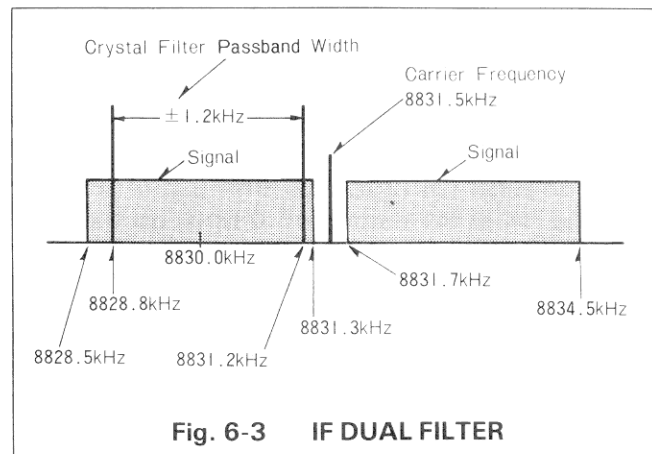 Crystal Filter Passband Width
Carrier Frequency
8831.5kHz
±1.2kHz
Signal
Signal
8830.0kHz
8828.8kHz
8831.7kHz
8831.3kHz
8834.5kHz
8828.5kHz
8831.2kHz
Fig. 6-3 IF DUAL FILTER